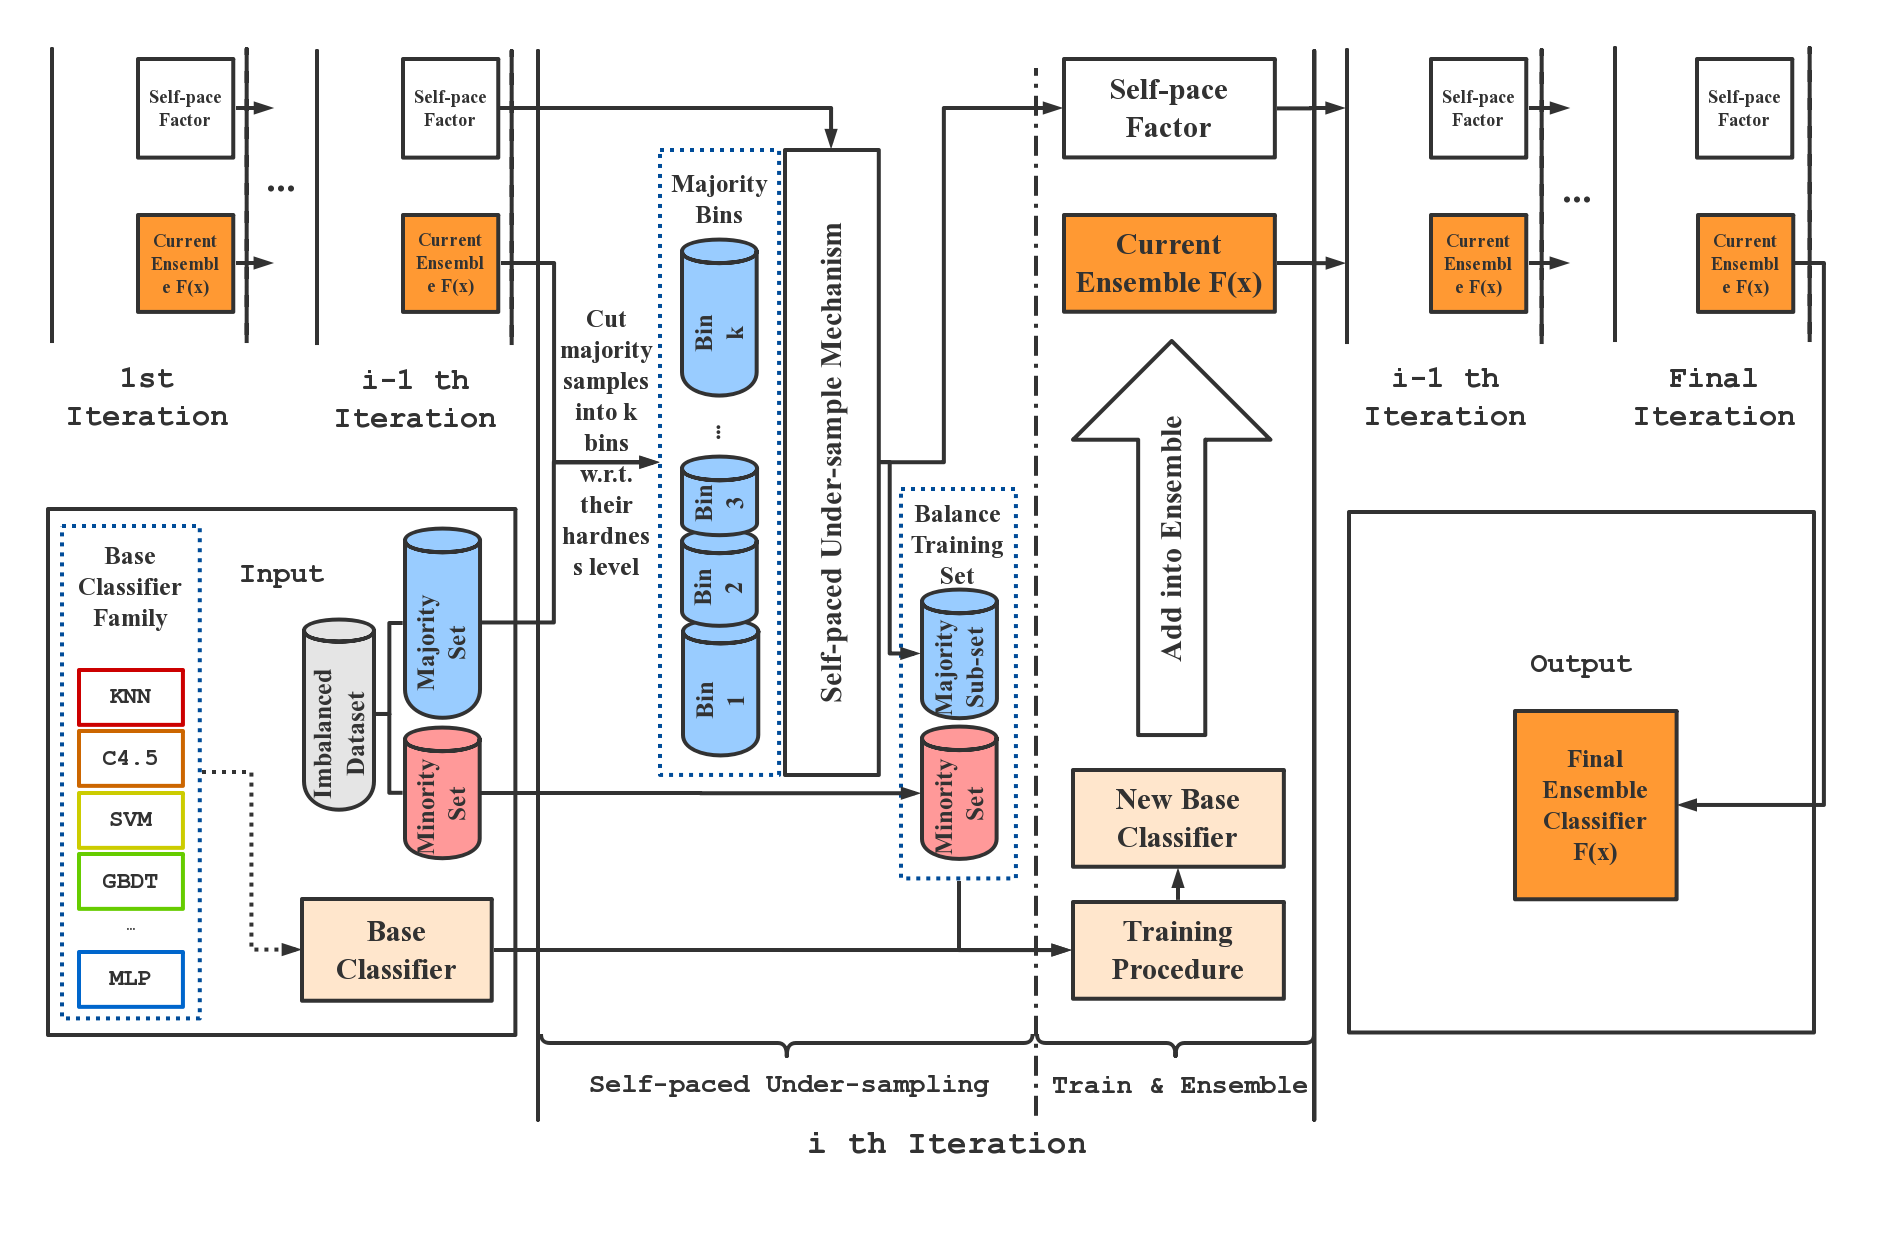 Self-pace
Factor
...
Current
Ensembl
e F(x)
1st
Iteration
Self-pace
Factor
Current
Ensembl
e F(x)
i-1 th
Iteration
Input
Base
Classifier
Family
KNN
C4.5
SVM
GBDT
...
MLP
Imbalanced
Dataset
Majority
Set
Minority
Set
Base
Classifier
Cut
majority
samples
into k
bins
w.r.t.
their
hardnes
s level
Majority
Bins
Bin
k
...
Bin
3
Bin
2
Bin
1
Self-paced Under-sample Mechanism
Balance
Training
Set
Majority
Sub-set
Minority
Set
Self-paced Under-sampling
Self-pace
Factor
Current
Ensemble F(x)
Add into Ensemble
New Base
Classifier
Training
Procedure
Train & Ensemble
i th Iteration
Self-pace
Factor
Current
Ensembl
e F(x)
i-1 th
Iteration
...
Self-pace
Factor
Current
Ensembl
e F(x)
Final
Iteration
Output
Final
Ensemble
Classifier
F(x)